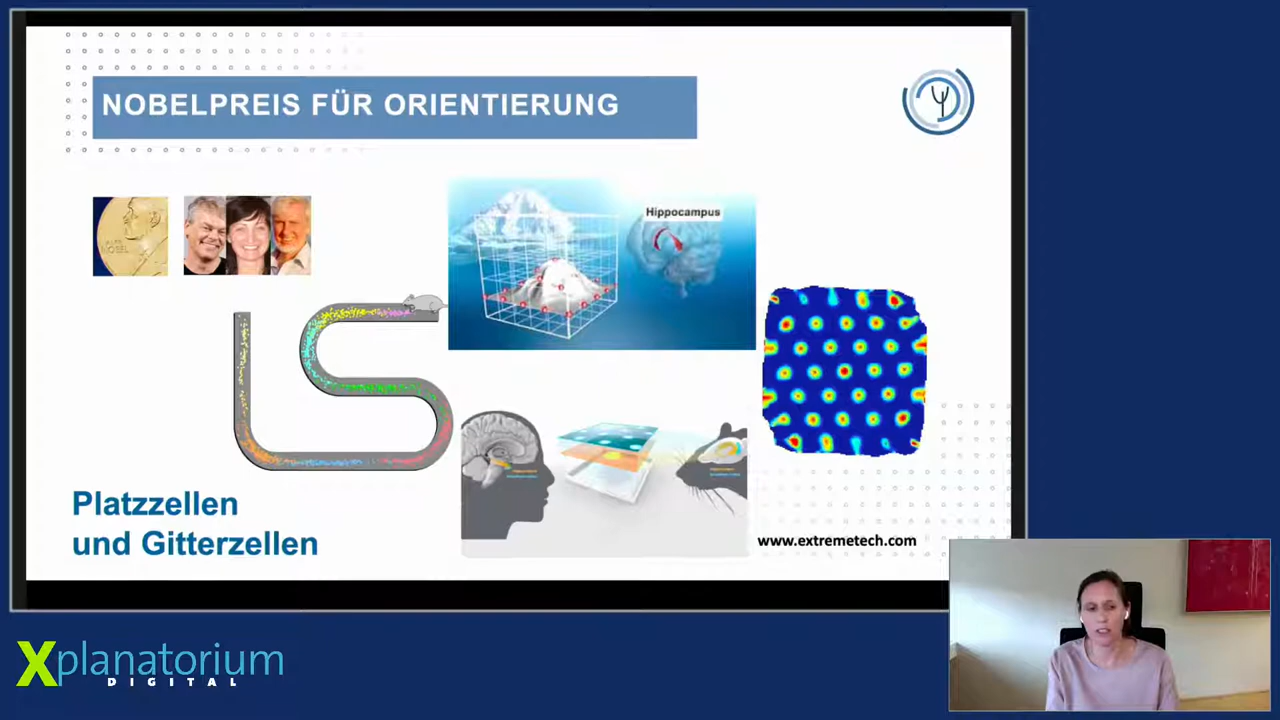 NOBELPREIS FÜR ORIENTIERUNG
Hippocampus
Platzzellen
und Gitterzellen
www.extremetech.com
Xplanatorium
DIGITAL